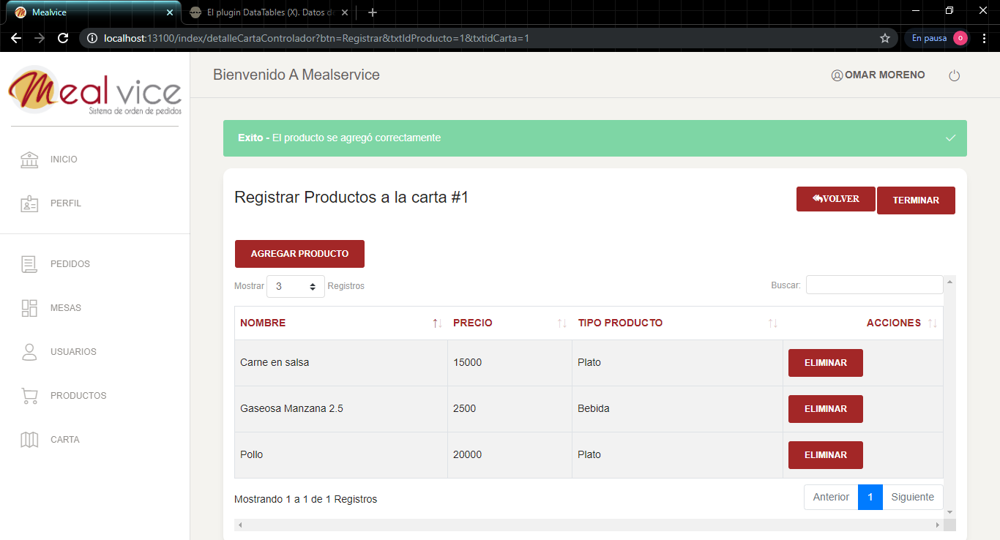 Mealvice
El plugin DataTables (X). Datos de
localhost:13100/index/detalleCartaControlador?btn=Registrar&txtIdProducto=1&txtidCarta=1
En pausa
o
Mealvice
Sistema de orden de pedidos
Bienvenido A Mealservice
OMAR MORENO
INICIO
PERFIL
PEDIDOS
MESAS
USUARIOS
PRODUCTOS
CARTA
Exito - El producto se agregó correctamente
Registrar Productos a la carta #1
VOLVER
TERMINAR
AGREGAR PRODUCTO
Mostrar 3 Registros
Buscar:
NOMBRE PRECIO TIPO PRODUCTO ACCIONES
Carne en salsa 15000 Plato ELIMINAR
Gaseosa Manzana 2.5 2500 Bebida ELIMINAR
Pollo 20000 Plato ELIMINAR
Mostrando 1 a 1 de 1 Registros
Anterior 1 Siguiente